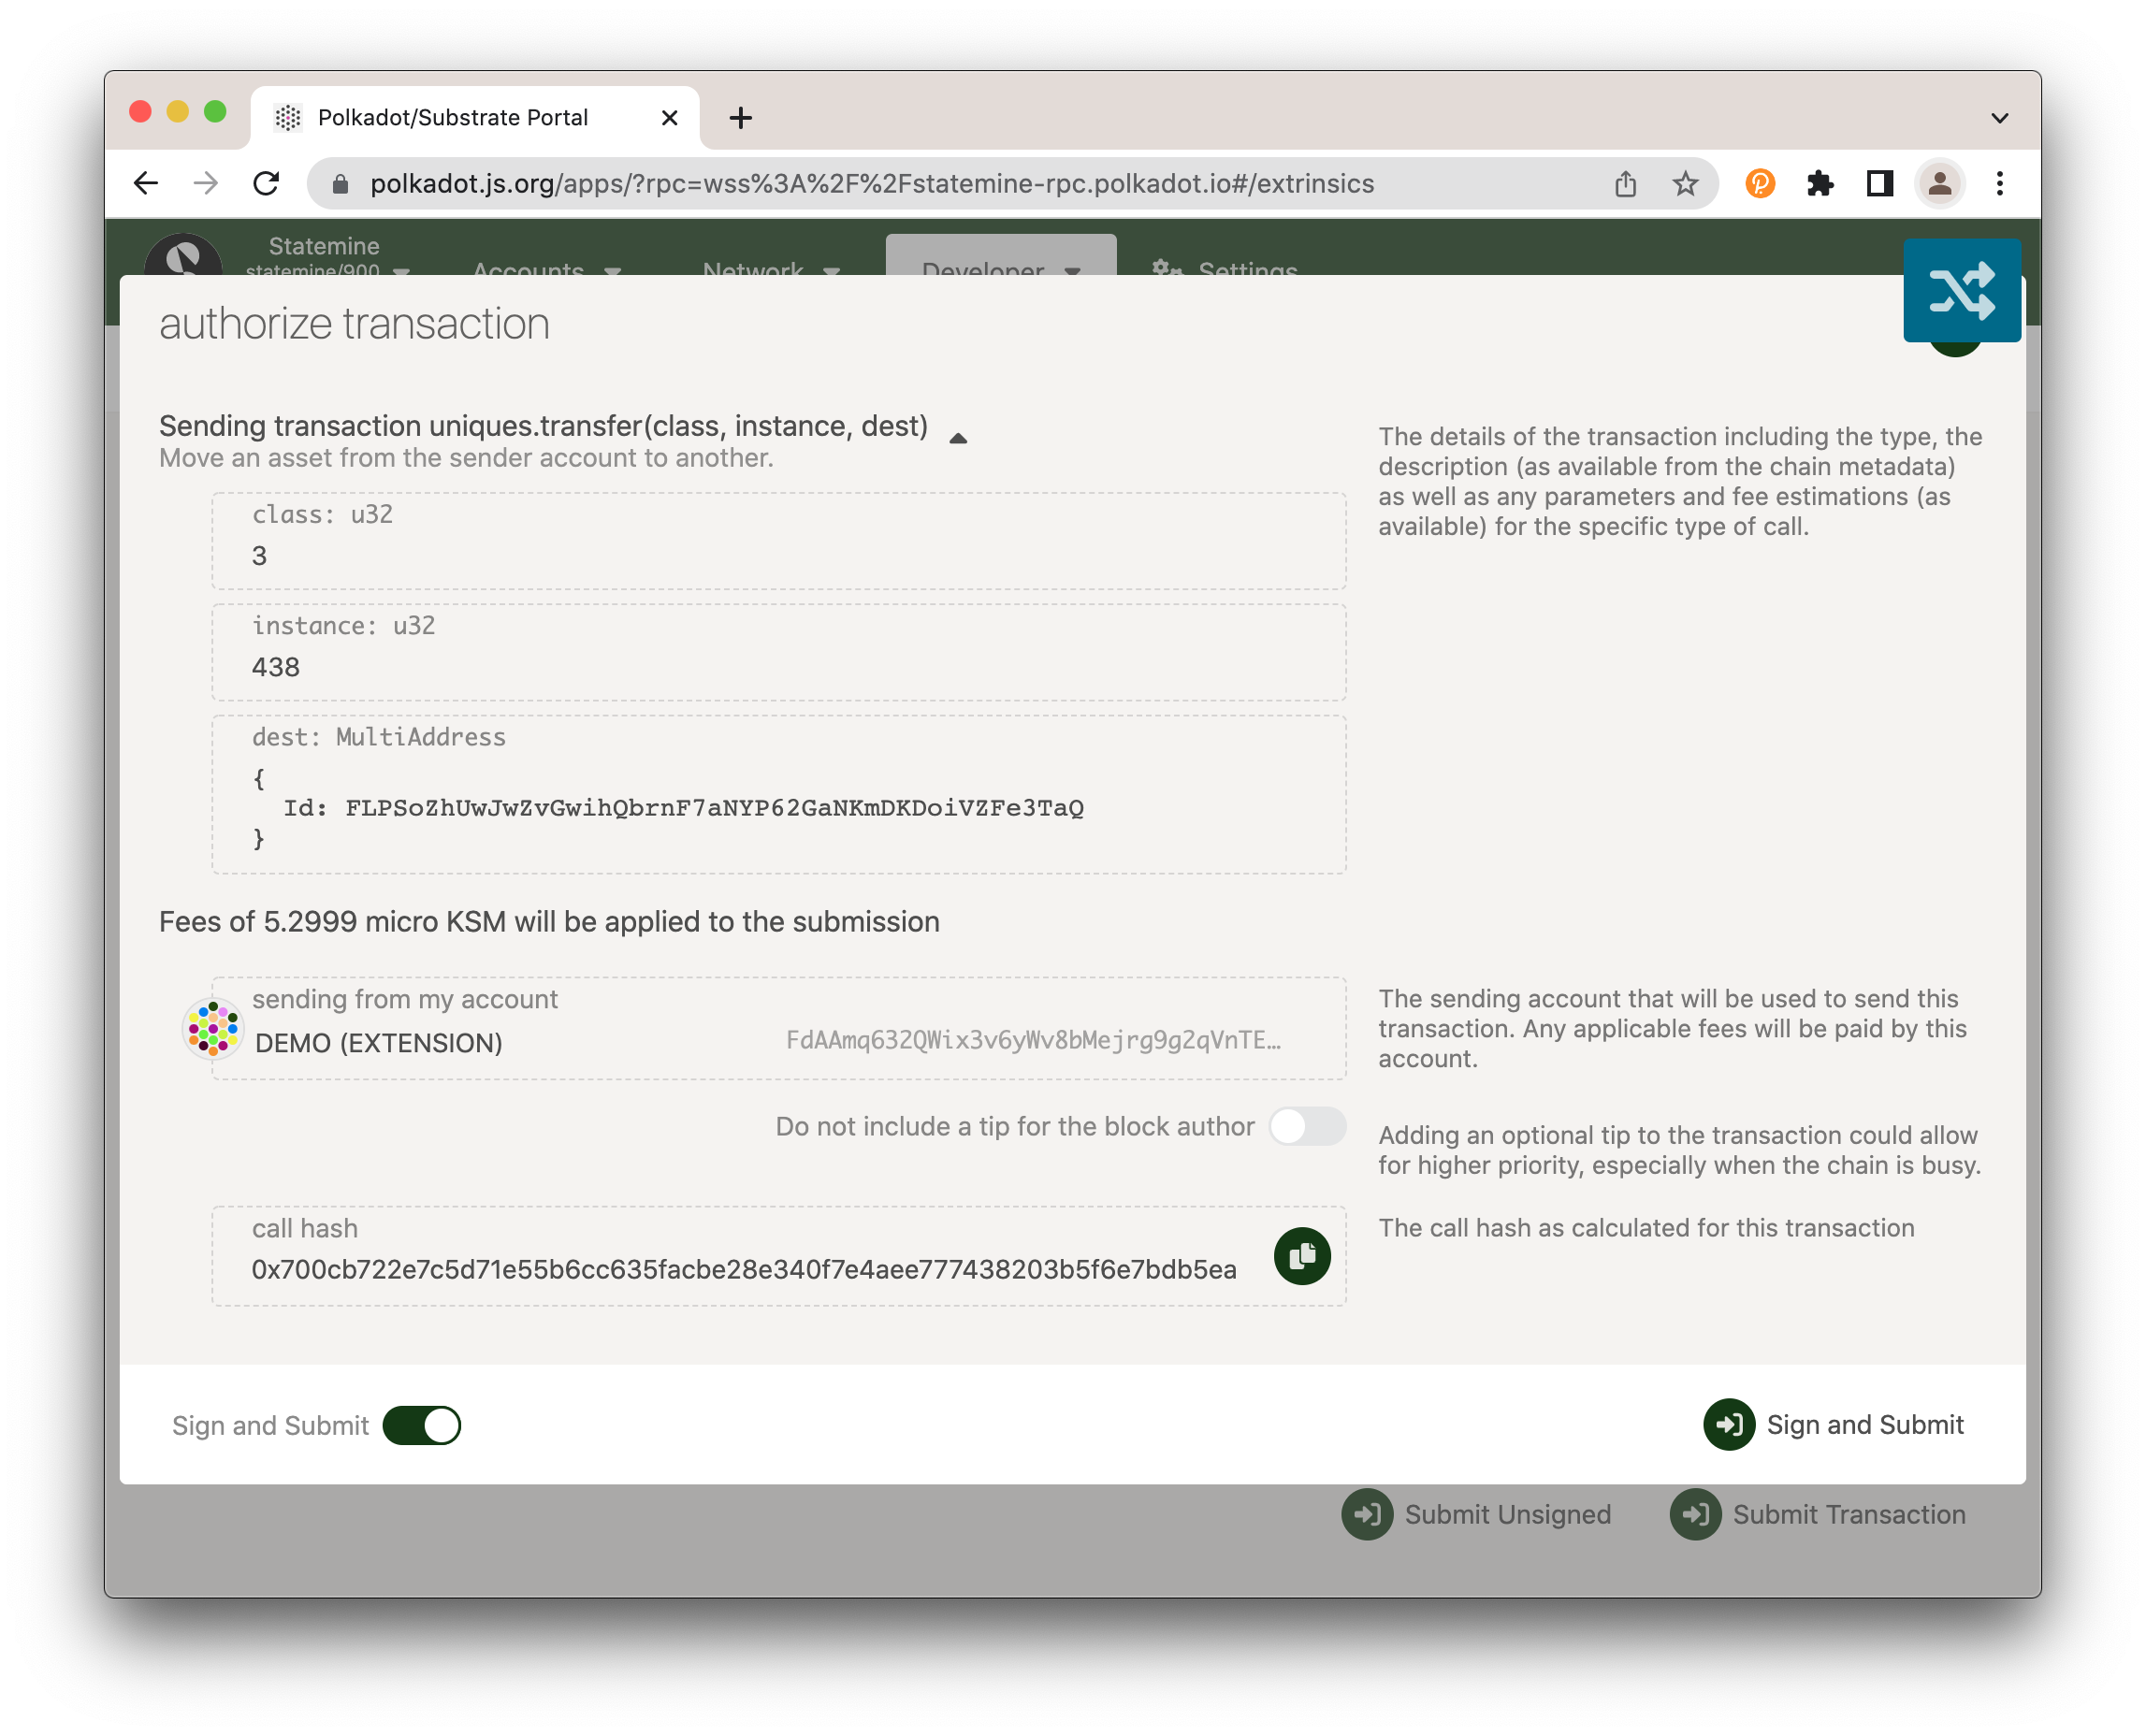 Polkadot/Substrate Portal
polkadot.js.org/apps/?rpc=wss%3A%2F%2Fstatemine-rpc.polkadot.io#/extrinsics
Statemine
statemine/900
Accounts
Network
Developer
Settings
authorize transaction
Sending transaction uniques.transfer(class, instance, dest)
Move an asset from the sender account to another.
The details of the transaction including the type, the
description (as available from the chain metadata)
as well as any parameters and fee estimations (as
available) for the specific type of call.
class: u32
3
instance: u32
438
dest: MultiAddress
{
Id: FLPSoZhUwJwZvGwihQbrnF7aNYP62GaNKmDKDoiVZFe3TaQ
}
Fees of 5.2999 micro KSM will be applied to the submission
sending from my account
DEMO (EXTENSION)
FdAAmq632QWix3v6yWv8bMejrg9g2qVnTE…
The sending account that will be used to send this
transaction. Any applicable fees will be paid by this
account.
Do not include a tip for the block author
Adding an optional tip to the transaction could allow
for higher priority, especially when the chain is busy.
call hash
0x700cb722e7c5d71e55b6cc635facbe28e340f7e4aee777438203b5f6e7bdb5ea
The call hash as calculated for this transaction
Sign and Submit
Sign and Submit
Submit Unsigned
Submit Transaction